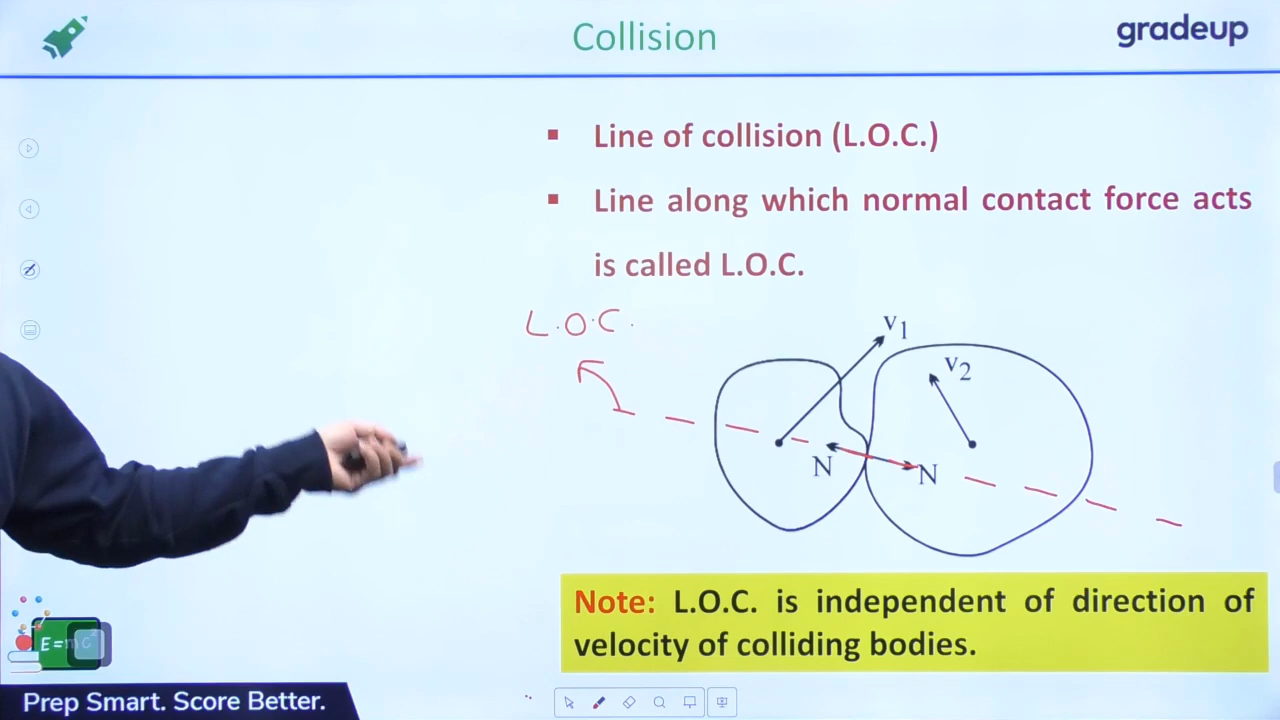 Collision
gradeup
▪ Line of collision (L.O.C.)
▪ Line along which normal contact force acts
is called L.O.C.
L.O.C.
v1
v2
N
N
Note: L.O.C. is independent of direction of
velocity of colliding bodies.
E=mc2
Prep Smart. Score Better.